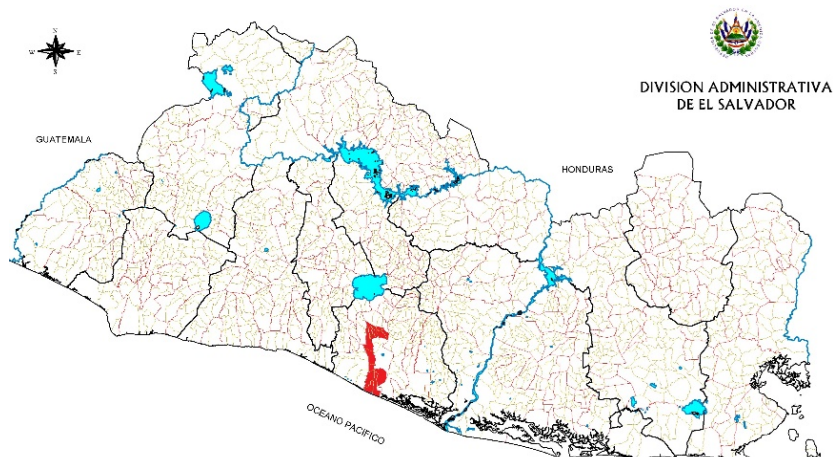 N
E
S
DIVISION ADMINISTRATIVA
DE EL SALVADOR
GUATEMALA
HONDURAS
OCEANO PACIFICO